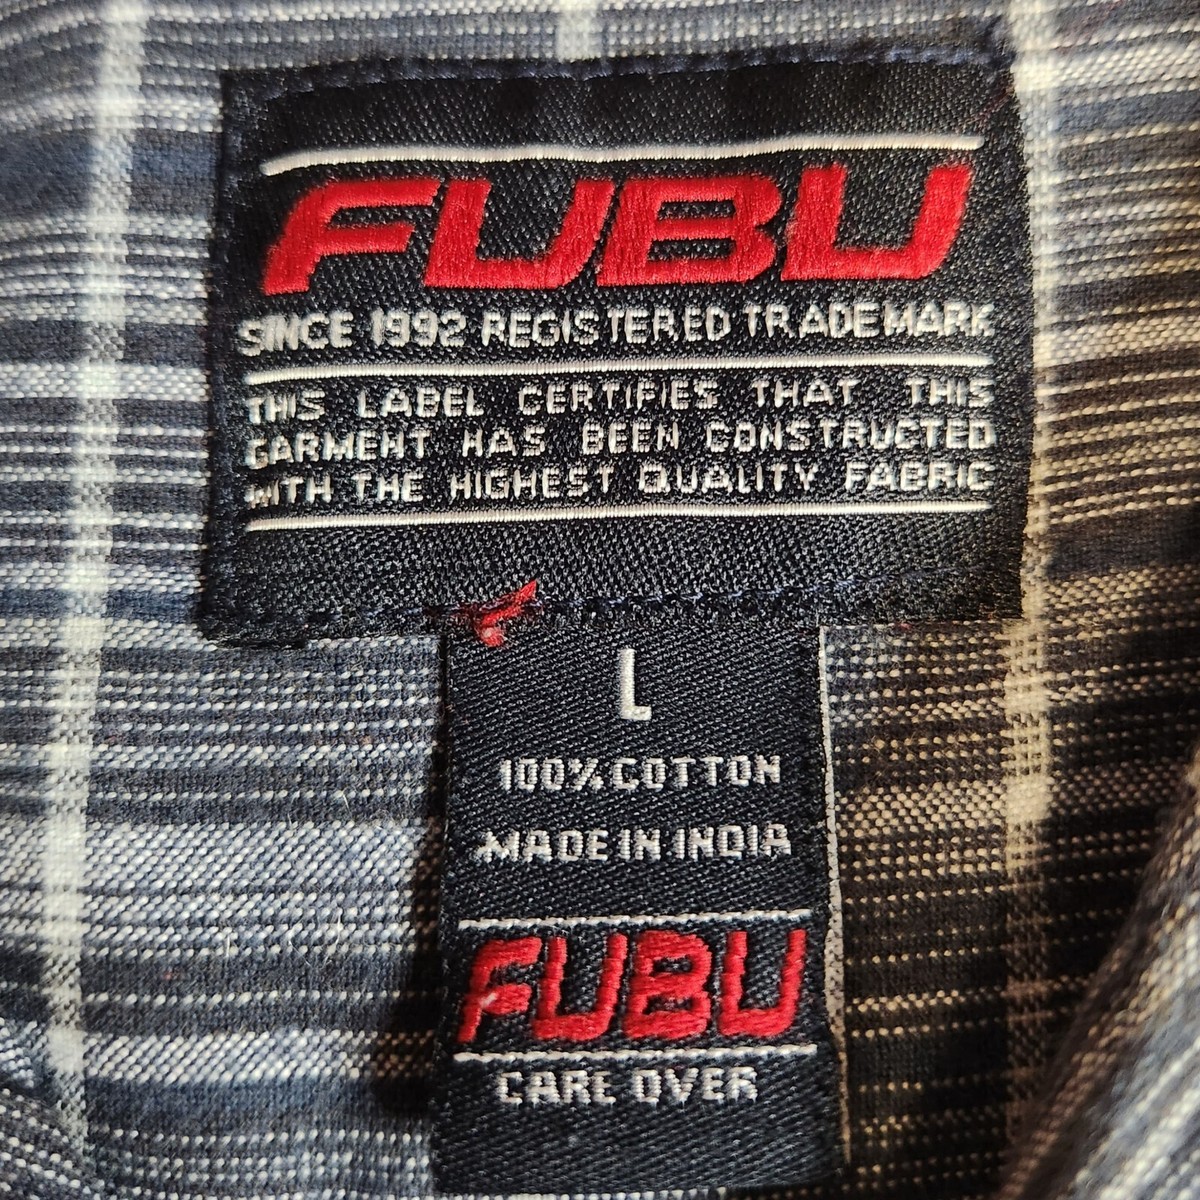 FUBU
SINCE 1992 REGISTERED TRADEMARK
THIS LABEL CERTIFIES THAT THIS
GARMENT HAS BEEN CONSTRUCTED
WITH THE HIGHEST QUALITY FABRIC
L
100% COTTON
MADE IN INDIA
FUBU
CARE OVER